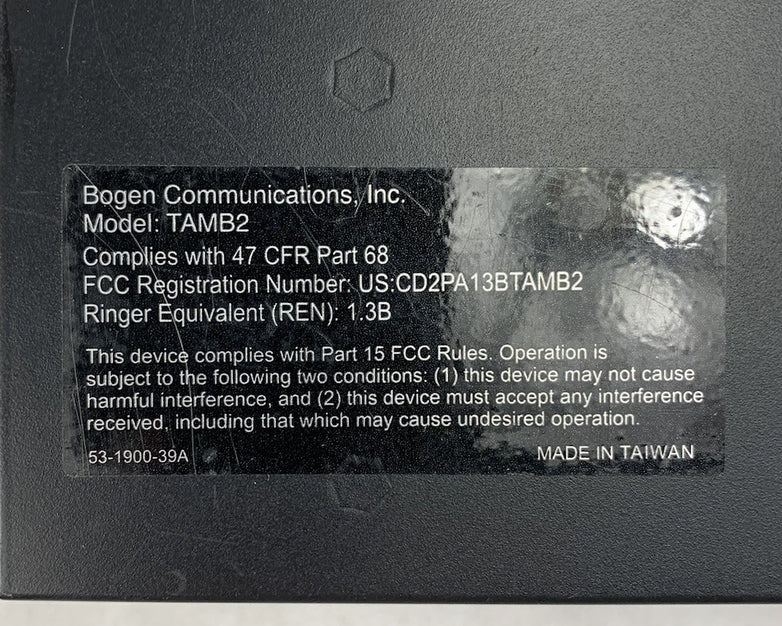 Bogen Communications, Inc.
Model: TAMB2
Complies with 47 CFR Part 68
FCC Registration Number: US:CD2PA13BTAMB2
Ringer Equivalent (REN): 1.3B
This device complies with Part 15 FCC Rules. Operation is
subject to the following two conditions: (1) this device may not cause
harmful interference, and (2) this device must accept any interference
received, including that which may cause undesired operation.
53-1900-39A MADE IN TAIWAN